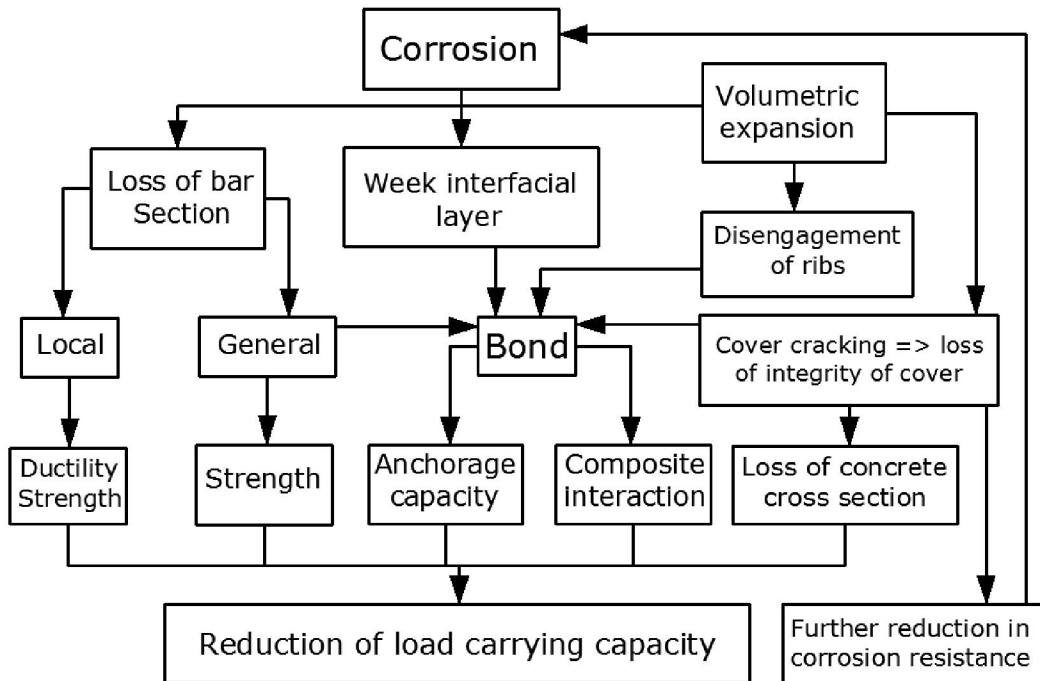 Corrosion
Volumetric
expansion
Loss of bar
Section
Week interfacial
layer
Disengagement
of ribs
Local
General
Bond
Cover cracking => loss
of integrity of cover
Ductility
Strength
Strength
Anchorage
capacity
Composite
interaction
Loss of concrete
cross section
Reduction of load carrying capacity
Further reduction in
corrosion resistance